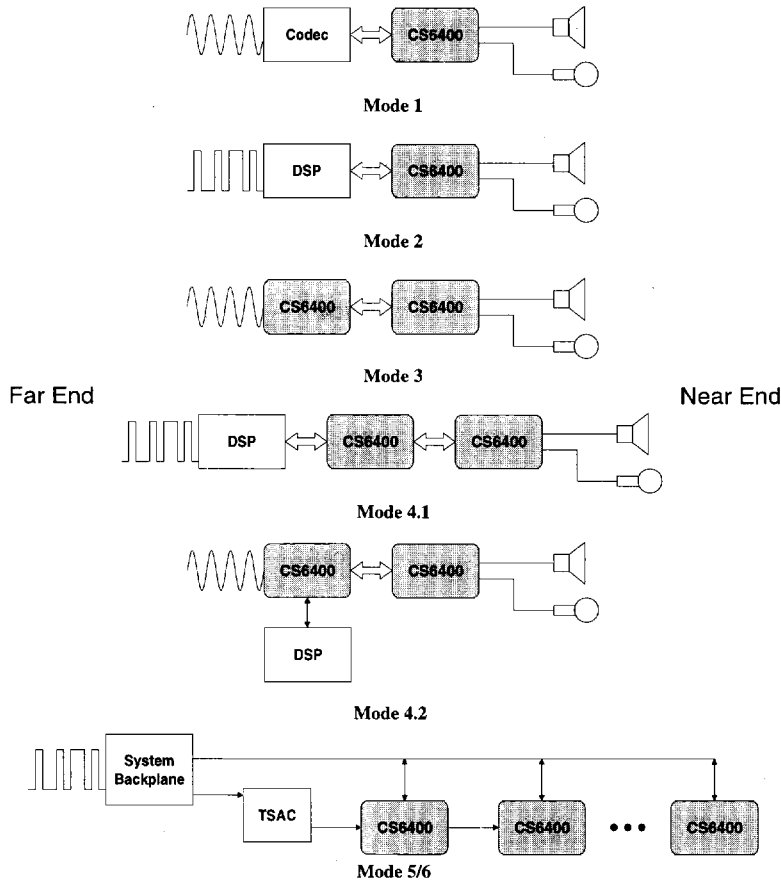 Codec
CS6400
Mode 1
DSP
CS6400
Mode 2
CS6400
CS6400
Mode 3
Far End
Near End
DSP
CS6400
CS6400
Mode 4.1
CS6400
CS6400
DSP
Mode 4.2
System
Backplane
TSAC
CS6400
CS6400
CS6400
Mode 5/6